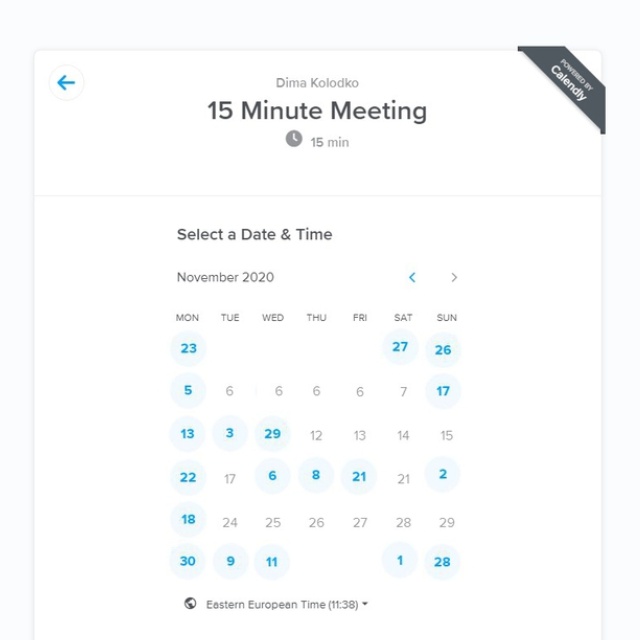 POWERED BY
Calendly
Dima Kolodko
15 Minute Meeting
15 min
Select a Date & Time
November 2020
MON TUE WED THU FRI SAT SUN
23 27 26
5 6 6 6 6 7 17
13 3 29 12 13 14 15
22 17 6 8 21 21 2
18 24 25 26 27 28 29
30 9 11 1 28
Eastern European Time (11:38)